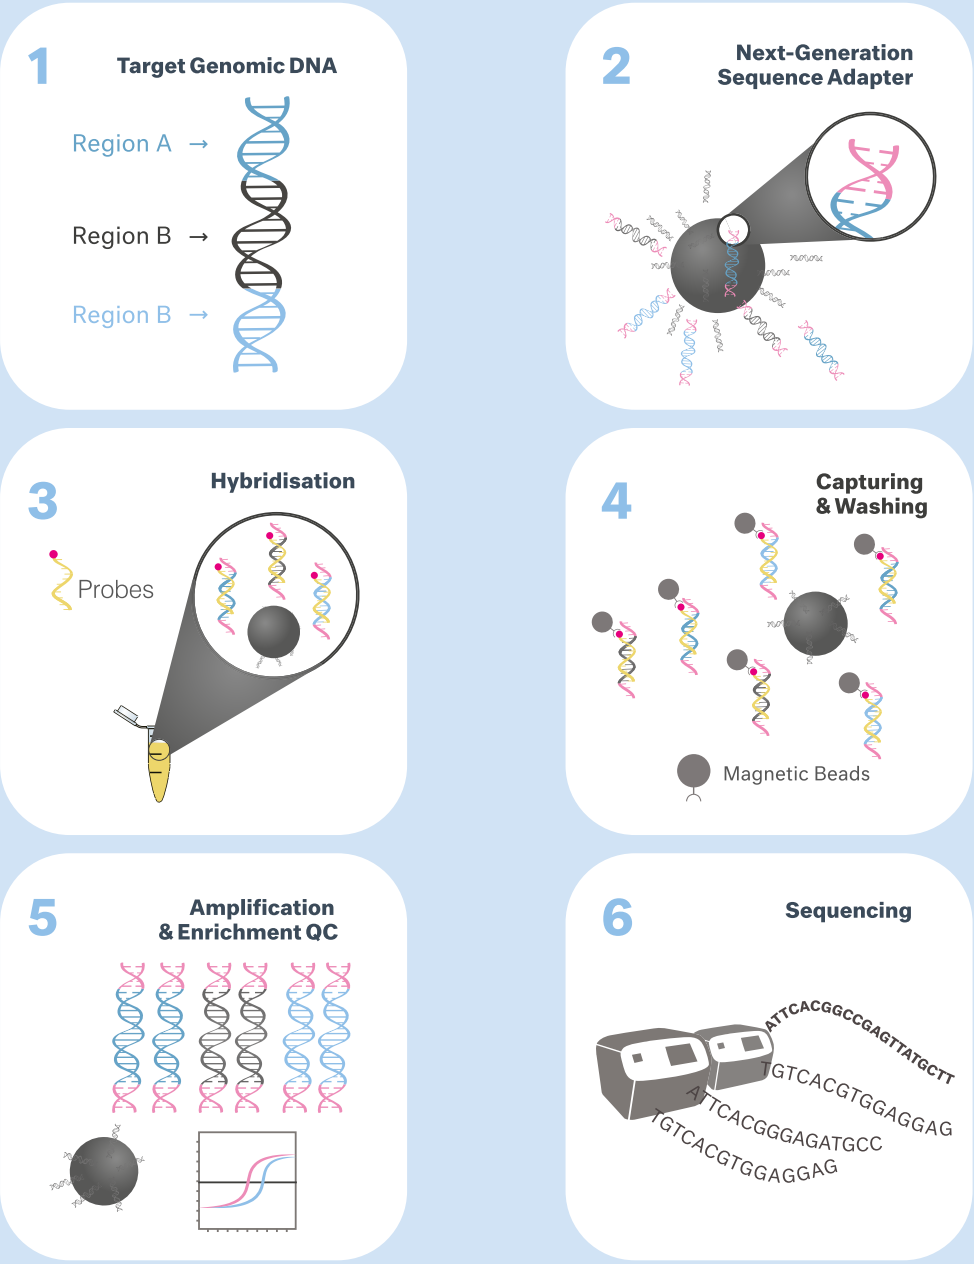 1
Target Genomic DNA
Region A →
Region B →
Region B →
2
Next-Generation
Sequence Adapter
3
Hybridisation
Probes
4
Capturing
& Washing
Magnetic Beads
5
Amplification
& Enrichment QC
6
Sequencing
ATTCACGGCCGAGTTATGCTT
TGTCACGTGGAGGAG
ATTCACGGGAGATGCC
TGTCACGTGGAGGAG